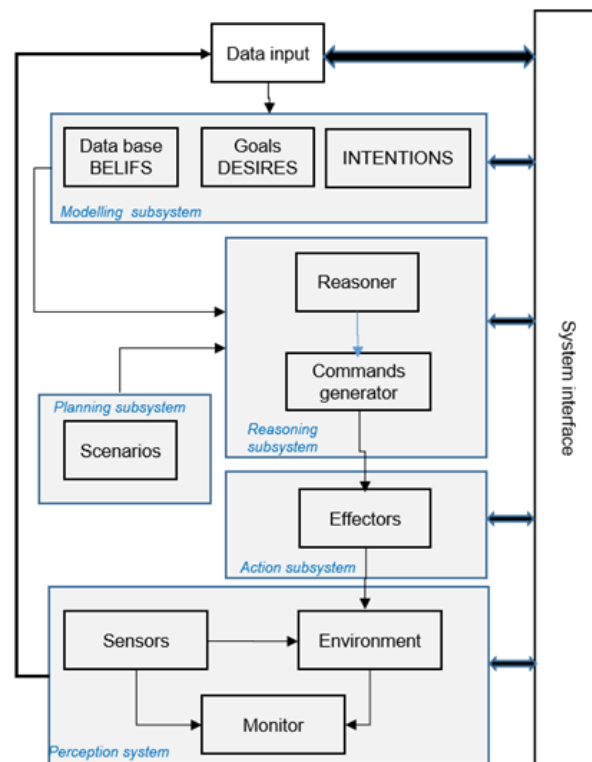 Data input
Data base
BELIFS
Goals
DESIRES
INTENTIONS
Modelling subsystem
Reasoner
Commands
generator
Reasoning
subsystem
Planning subsystem
Scenarios
Effectors
Action subsystem
Sensors
Environment
Monitor
Perception system
System interface